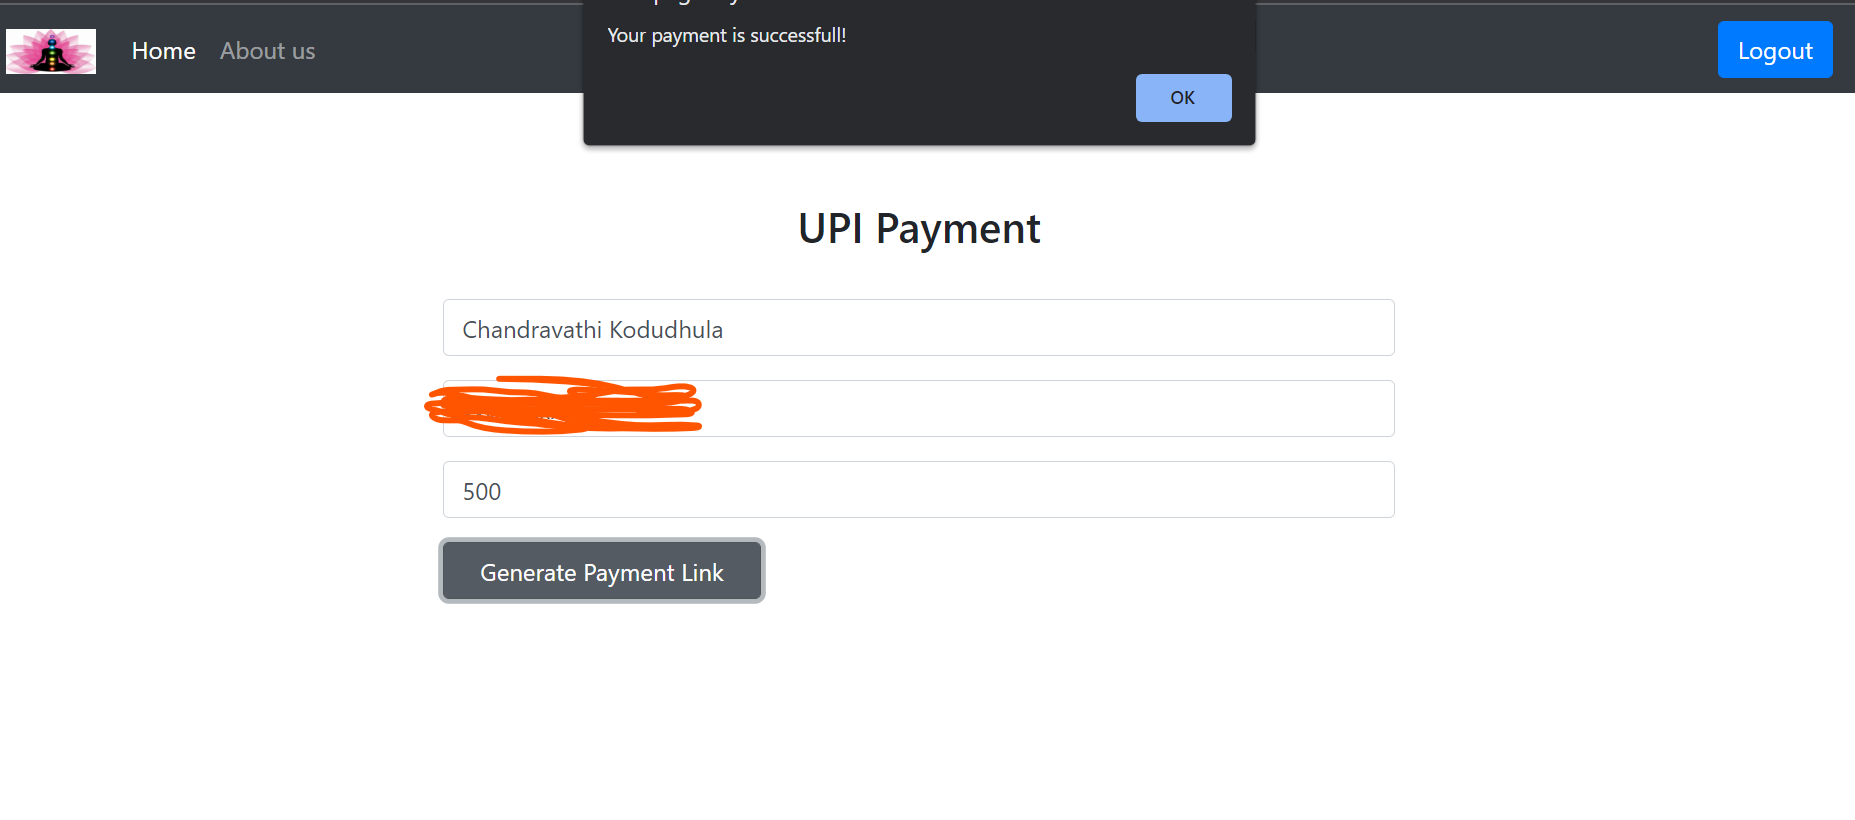 Your payment is successfull!
Home About us
Logout
OK
UPI Payment
Chandravathi Kodudhula
500
Generate Payment Link